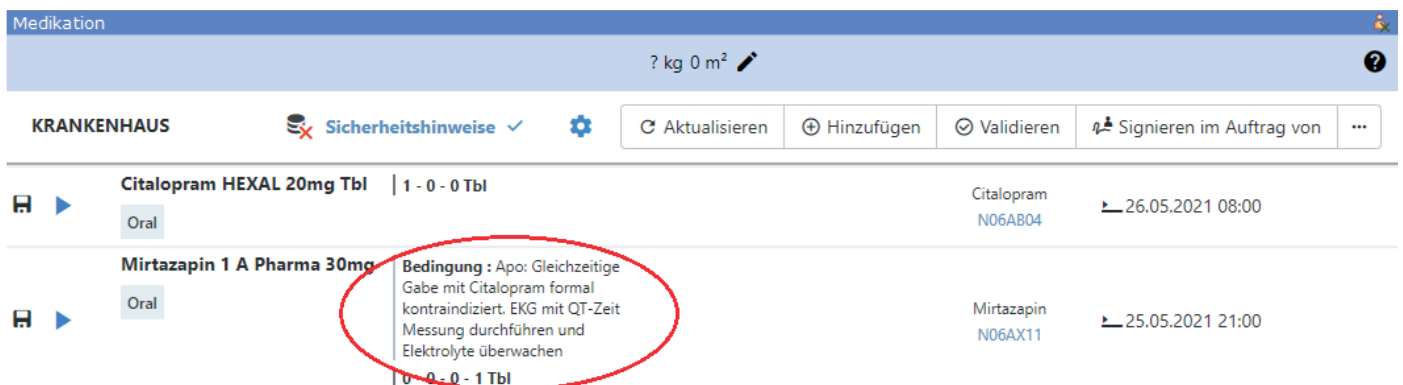 Medikation
? kg 0 m²
KRANKENHAUS Sicherheitshinweise Aktualisieren Hinzufügen Validieren Signieren im Auftrag von ...
Citalopram HEXAL 20mg Tbl 1 - 0 - 0 Tbl
Oral
Citalopram
N06AB04
26.05.2021 08:00
Mirtazapin 1 A Pharma 30mg
Oral
Bedingung : Apo: Gleichzeitige
Gabe mit Citalopram formal
kontraindiziert. EKG mit QT-Zeit
Messung durchführen und
Elektrolyte überwachen
0 - 0 - 0 - 1 Tbl
Mirtazapin
N06AX11
25.05.2021 21:00